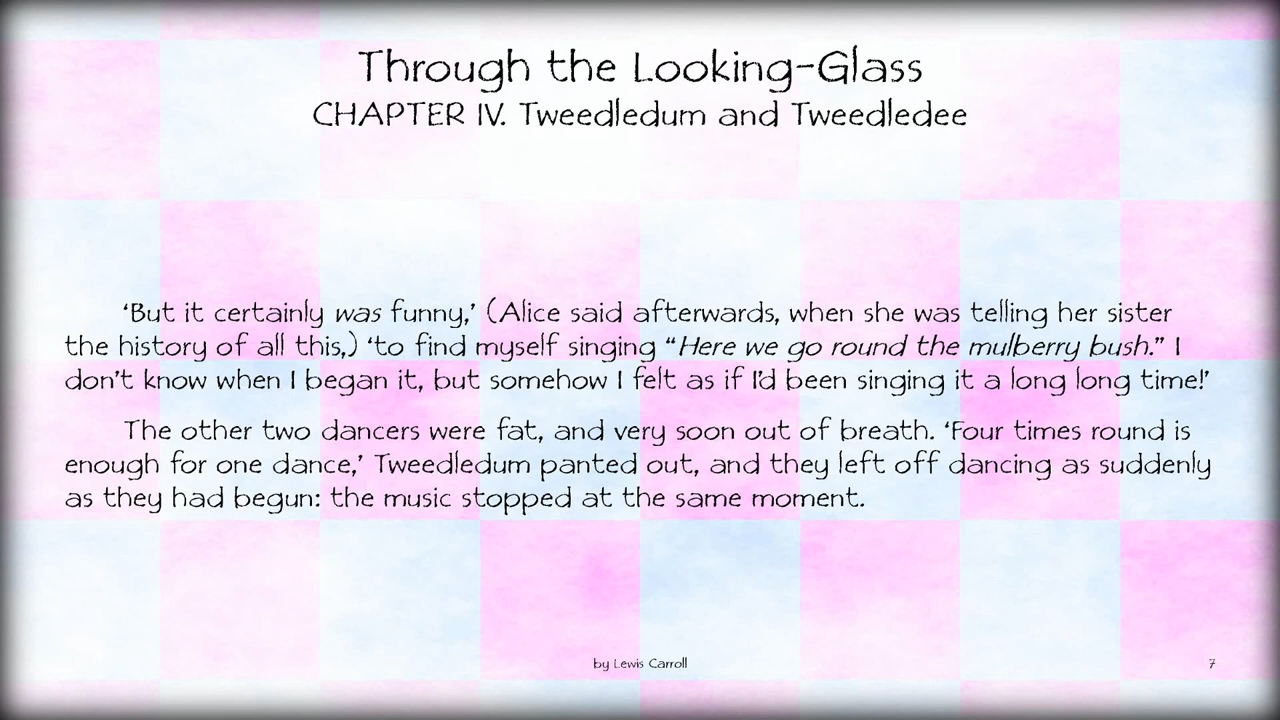 Through the Looking-Glass
CHAPTER IV. Tweedledum and Tweedledee
‘But it certainly was funny,’ (Alice said afterwards, when she was telling her sister
the history of all this,) ‘to find myself singing “Here we go round the mulberry bush.” I
don’t know when I began it, but somehow I felt as if I’d been singing it a long long time!’
The other two dancers were fat, and very soon out of breath. ‘Four times round is
enough for one dance,’ Tweedledum panted out, and they left off dancing as suddenly
as they had begun: the music stopped at the same moment.
by Lewis Carroll
7